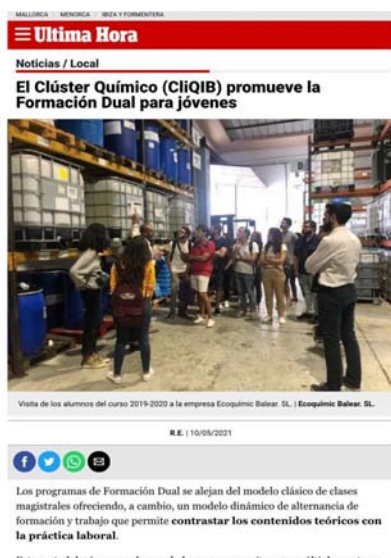 MALLORCA MENORCA IBIZA Y FORMENTERA
Ultima Hora
Noticias / Local
El Clúster Químico (CliQIB) promueve la
Formación Dual para jóvenes
Visita de los alumnos del curso 2019-2020 a la empresa Ecoquímic Balear. SL. | Ecoquímic Balear. SL.
R.E. | 10/05/2021
Los programas de Formación Dual se alejan del modelo clásico de clases
magistrales ofreciendo, a cambio, un modelo dinámico de alternancia de
formación y trabajo que permite contrastar los contenidos teóricos con
la práctica laboral.